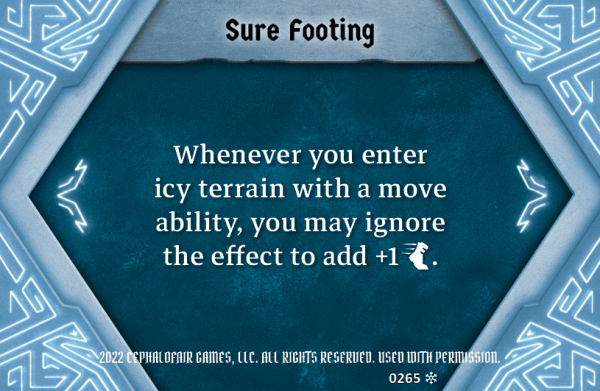 Sure Footing
Whenever you enter
icy terrain with a move
ability, you may ignore
the effect to add +1 .
2022 CEPHALOFAIR GAMES, LLC. ALL RIGHTS RESERVED. USED WITH PERMISSION.
0265